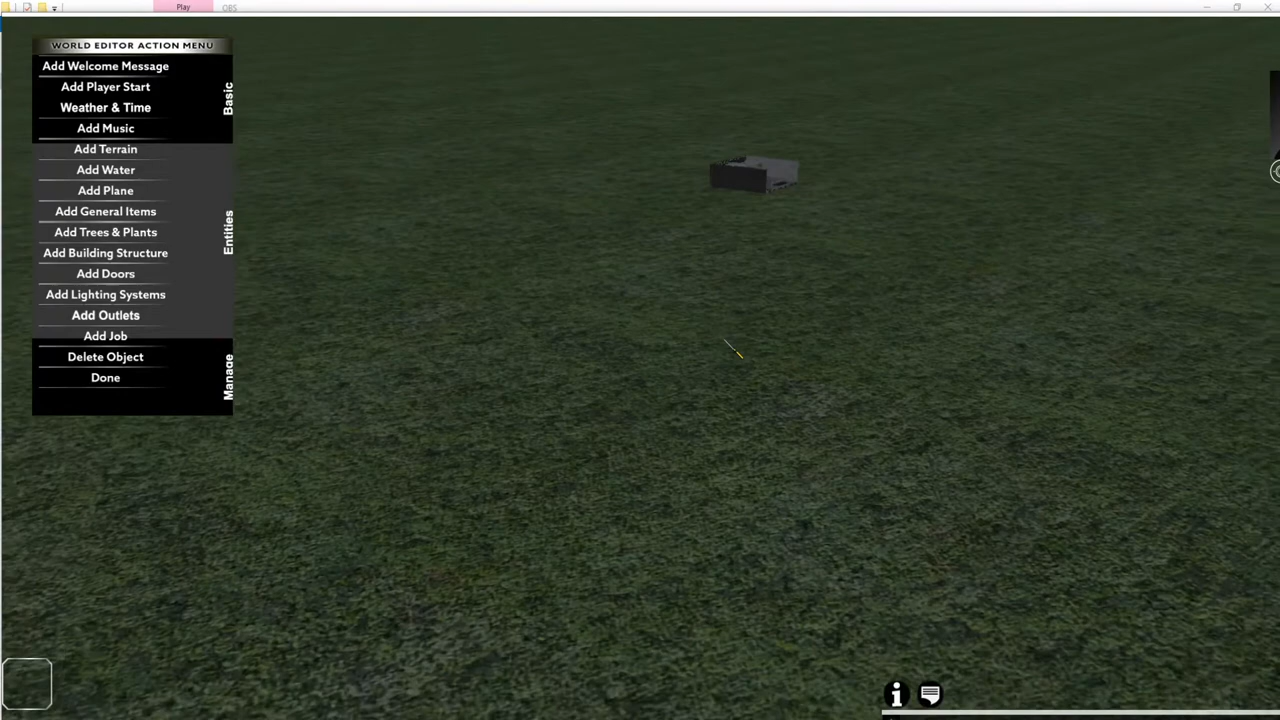 Play
OBS
WORLD EDITOR ACTION MENU
Add Welcome Message
Add Player Start
Weather & Time
Add Music
Basic
Add Terrain
Add Water
Add Plane
Add General Items
Add Trees & Plants
Add Building Structure
Add Doors
Add Lighting Systems
Add Outlets
Add Job
Entities
Delete Object
Done
Manage